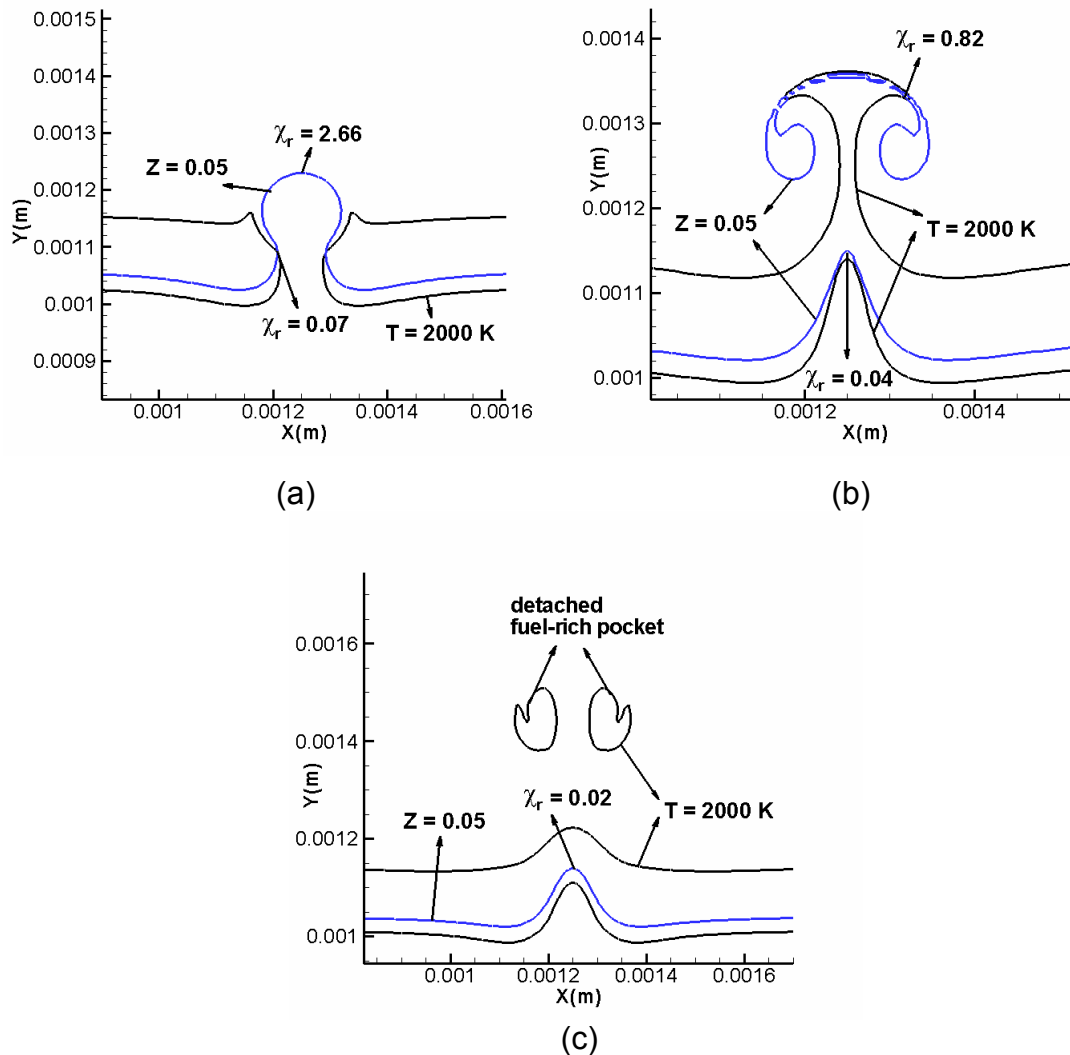 0.0015
0.0014
0.0013
0.0012
0.0011
0.001
0.0009
Y(m)
χr = 2.66
Z = 0.05
χr = 0.07
T = 2000 K
0.001
0.0012
0.0014
0.0016
X(m)
(a)
0.0014
0.0013
0.0012
0.0011
0.001
Y(m)
χr = 0.82
Z = 0.05
T = 2000 K
χr = 0.04
0.0012
0.0014
X(m)
(b)
0.0016
0.0014
0.0012
0.001
Y(m)
detached
fuel-rich pocket
χr = 0.02
Z = 0.05
T = 2000 K
0.001
0.0012
0.0014
0.0016
X(m)
(c)